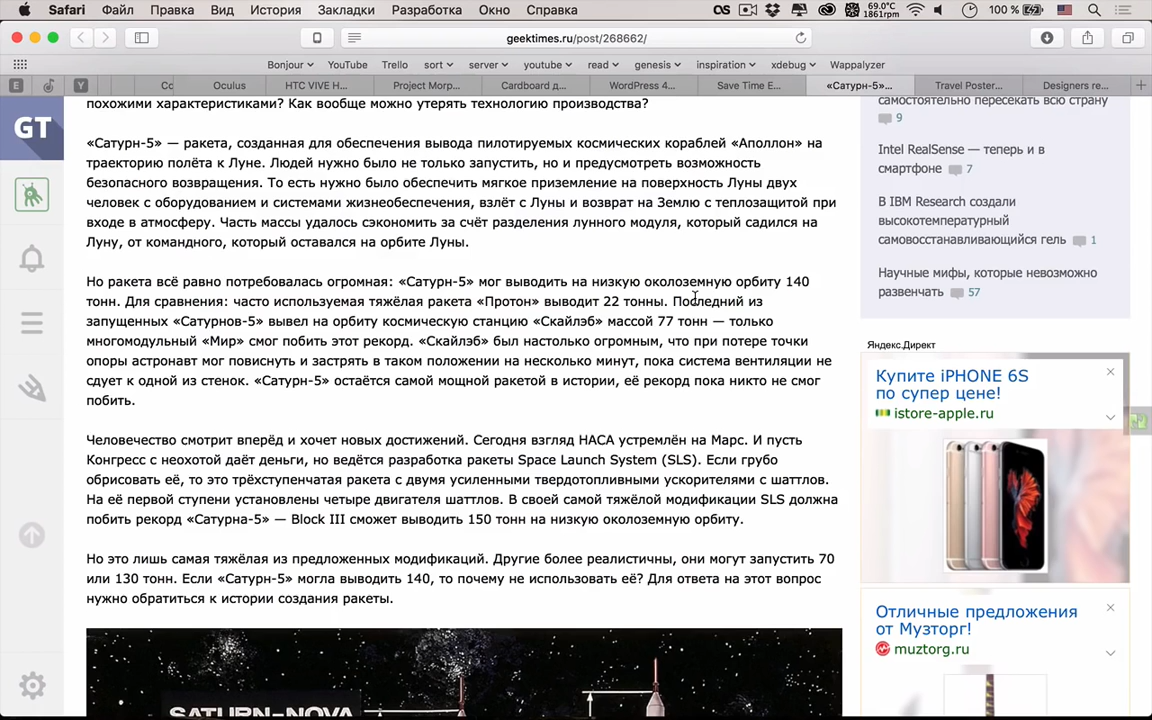 Safari Файл Правка Вид История Закладки Разработка Окно Справка 69.0°C 1861rpm 100 %
geektimes.ru/post/268662/
Bonjour YouTube Trello sort server youtube read genesis inspiration xdebug Wappalyzer
Cc Oculus HTC VIVE H... Project Morp... Cardboard д... WordPress 4... Save Time E... «Сатурн-5»... Travel Poster... Designers re...
GT
похожими характеристиками? Как вообще можно утерять технологию производства?
«Сатурн-5» — ракета, созданная для обеспечения вывода пилотируемых космических кораблей «Аполлон» на
траекторию полёта к Луне. Людей нужно было не только запустить, но и предусмотреть возможность
безопасного возвращения. То есть нужно было обеспечить мягкое приземление на поверхность Луны двух
человек с оборудованием и системами жизнеобеспечения, взлёт с Луны и возврат на Землю с теплозащитой при
входе в атмосферу. Часть массы удалось сэкономить за счёт разделения лунного модуля, который садился на
Луну, от командного, который оставался на орбите Луны.
Но ракета всё равно потребовалась огромная: «Сатурн-5» мог выводить на низкую околоземную орбиту 140
тонн. Для сравнения: часто используемая тяжёлая ракета «Протон» выводит 22 тонны. Последний из
запущенных «Сатурнов-5» вывел на орбиту космическую станцию «Скайлэб» массой 77 тонн — только
многомодульный «Мир» смог побить этот рекорд. «Скайлэб» был настолько огромным, что при потере точки
опоры астронавт мог повиснуть и застрять в таком положении на несколько минут, пока система вентиляции не
сдует к одной из стенок. «Сатурн-5» остаётся самой мощной ракетой в истории, её рекорд пока никто не смог
побить.
Человечество смотрит вперёд и хочет новых достижений. Сегодня взгляд НАСА устремлён на Марс. И пусть
Конгресс с неохотой даёт деньги, но ведётся разработка ракеты Space Launch System (SLS). Если грубо
обрисовать её, то это трёхступенчатая ракета с двумя усиленными твердотопливными ускорителями с шаттлов.
На её первой ступени установлены четыре двигателя шаттлов. В своей самой тяжёлой модификации SLS должна
побить рекорд «Сатурна-5» — Block III сможет выводить 150 тонн на низкую околоземную орбиту.
Но это лишь самая тяжёлая из предложенных модификаций. Другие более реалистичны, они могут запустить 70
или 130 тонн. Если «Сатурн-5» могла выводить 140, то почему не использовать её? Для ответа на этот вопрос
нужно обратиться к истории создания ракеты.
SATURN-NOVA
самостоятельно пересекать всю страну
9
Intel RealSense — теперь и в
смартфоне 7
В IBM Research создали
высокотемпературный
самовосстанавливающийся гель 1
Научные мифы, которые невозможно
развенчать 57
Яндекс.Директ
Купите iPHONE 6S
по супер цене!
istore-apple.ru
Отличные предложения
от Музторг!
muztorg.ru